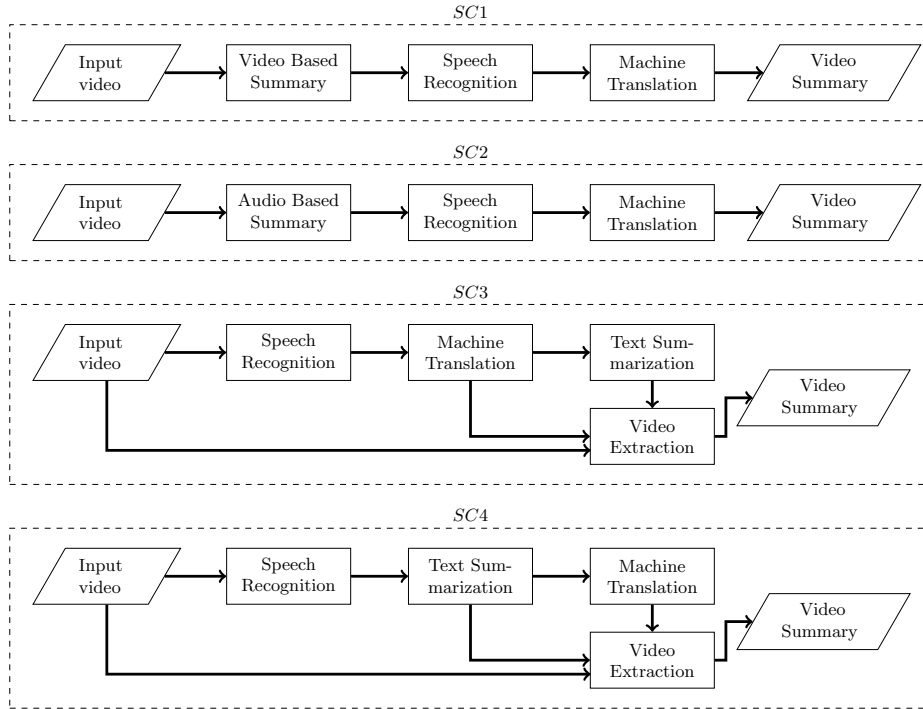 SC1
Input
video
Video Based
Summary
Speech
Recognition
Machine
Translation
Video
Summary
SC2
Input
video
Audio Based
Summary
Speech
Recognition
Machine
Translation
Video
Summary
SC3
Input
video
Speech
Recognition
Machine
Translation
Text Sum-
marization
Video
Extraction
Video
Summary
SC4
Input
video
Speech
Recognition
Text Sum-
marization
Machine
Translation
Video
Extraction
Video
Summary